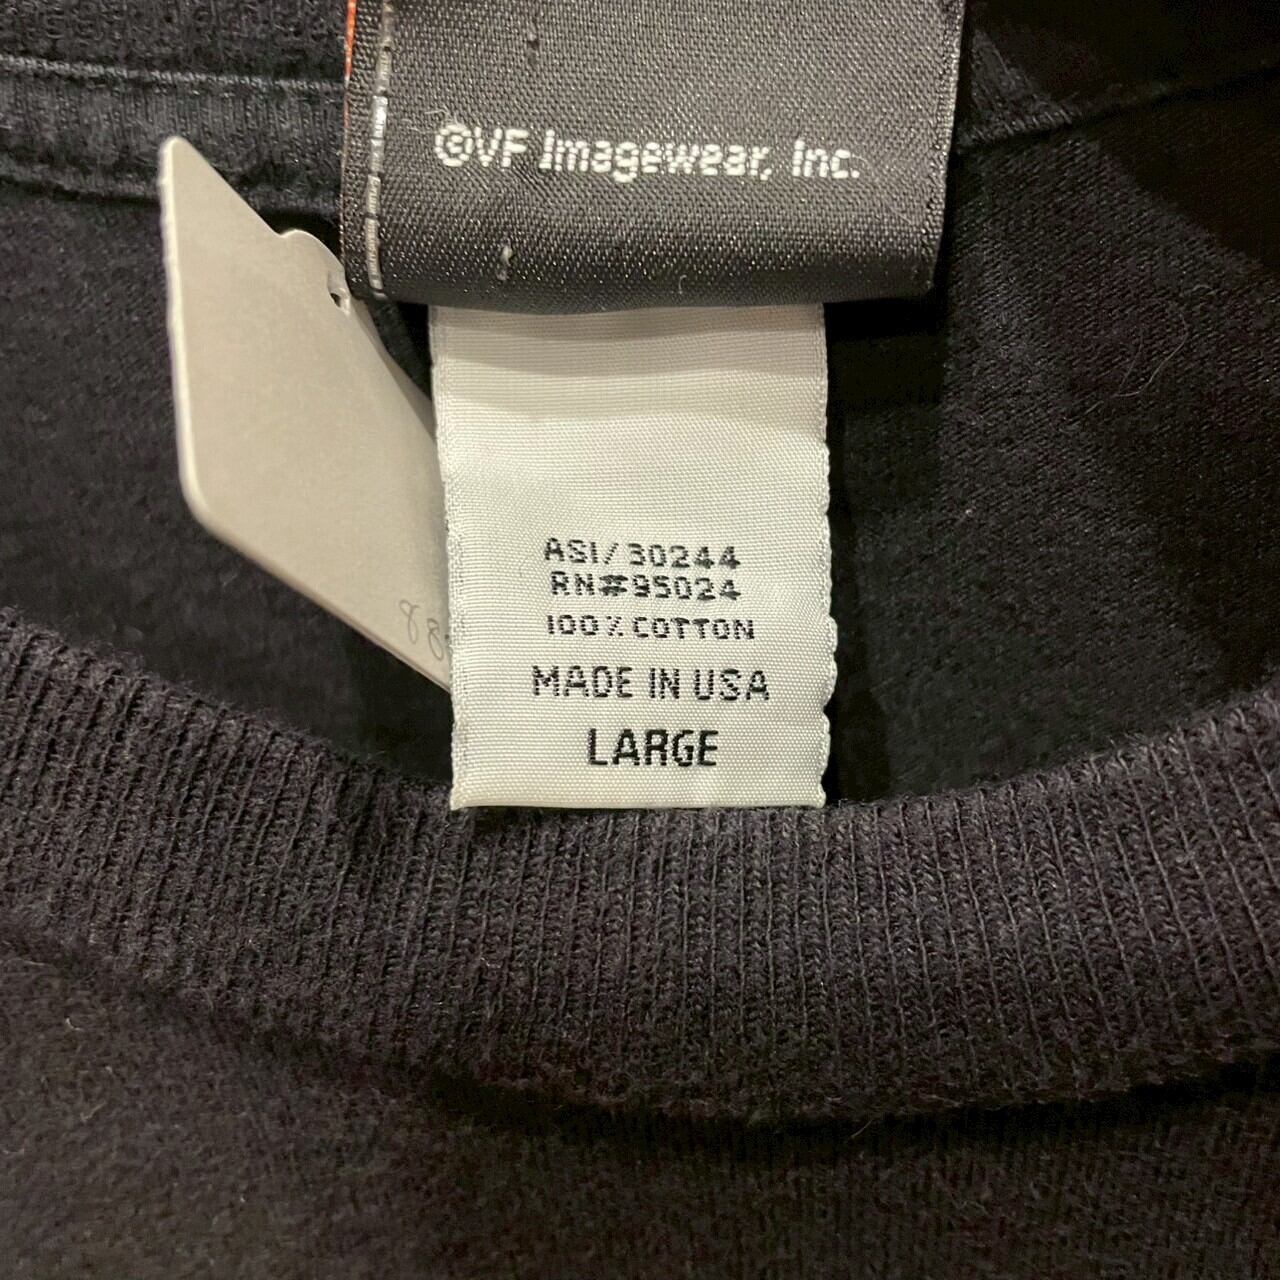 ©VF Imagewear, Inc.
ASI/30244
RN#95024
100% COTTON
MADE IN USA
LARGE